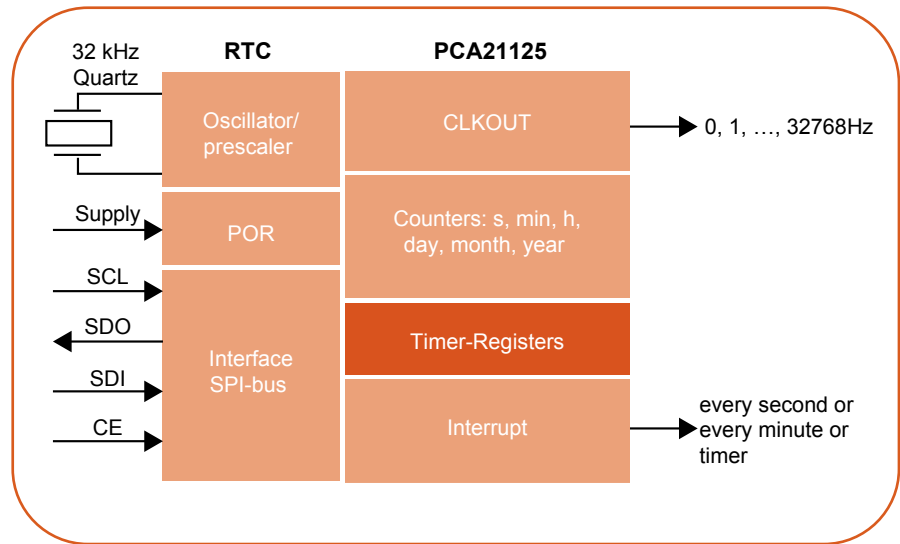 32 kHz
Quartz
RTC
PCA21125
Oscillator/
prescaler
CLKOUT
0, 1, …, 32768Hz
Supply
POR
Counters: s, min, h,
day, month, year
SCL
SDO
SDI
CE
Interface
SPI-bus
Timer-Registers
Interrupt
every second or
every minute or
timer